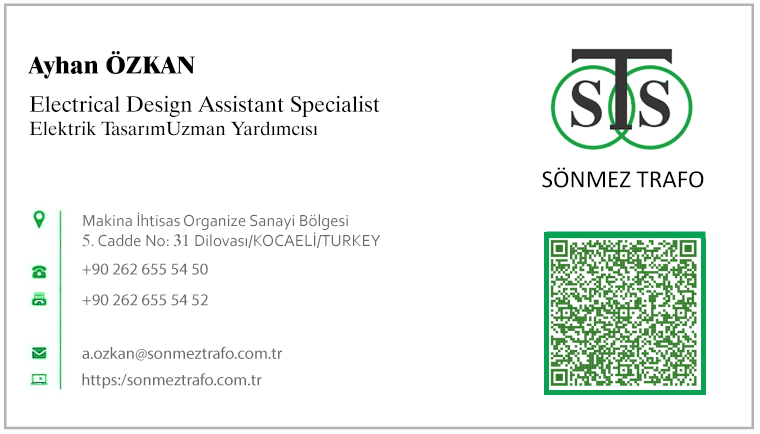 Ayhan ÖZKAN
Electrical Design Assistant Specialist
Elektrik TasarımUzman Yardımcısı
STS
SÖNMEZ TRAFO
Makina İhtisas Organize Sanayi Bölgesi
5. Cadde No: 31 Dilovası/KOCAELİ/TURKEY
+90 262 655 54 50
+90 262 655 54 52
a.ozkan@sonmeztrafo.com.tr
https:/sonmeztrafo.com.tr